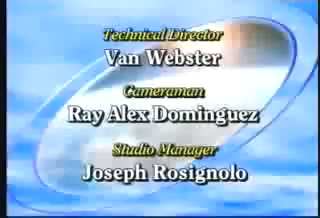 Technical Director
Van Webster
Cameraman
Ray Alex Dominguez
Studio Manager
Joseph Rosignolo